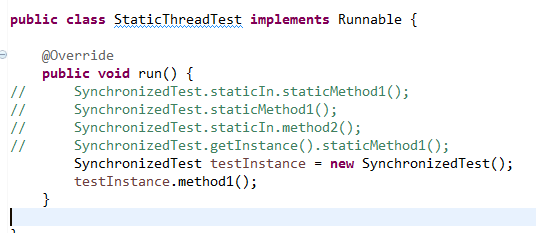 public class StaticThreadTest implements Runnable {
@Override
public void run() {
// SynchronizedTest.staticIn.staticMethod1();
// SynchronizedTest.staticMethod1();
// SynchronizedTest.staticIn.method2();
// SynchronizedTest.getInstance().staticMethod1();
SynchronizedTest testInstance = new SynchronizedTest();
testInstance.method1();
}
}